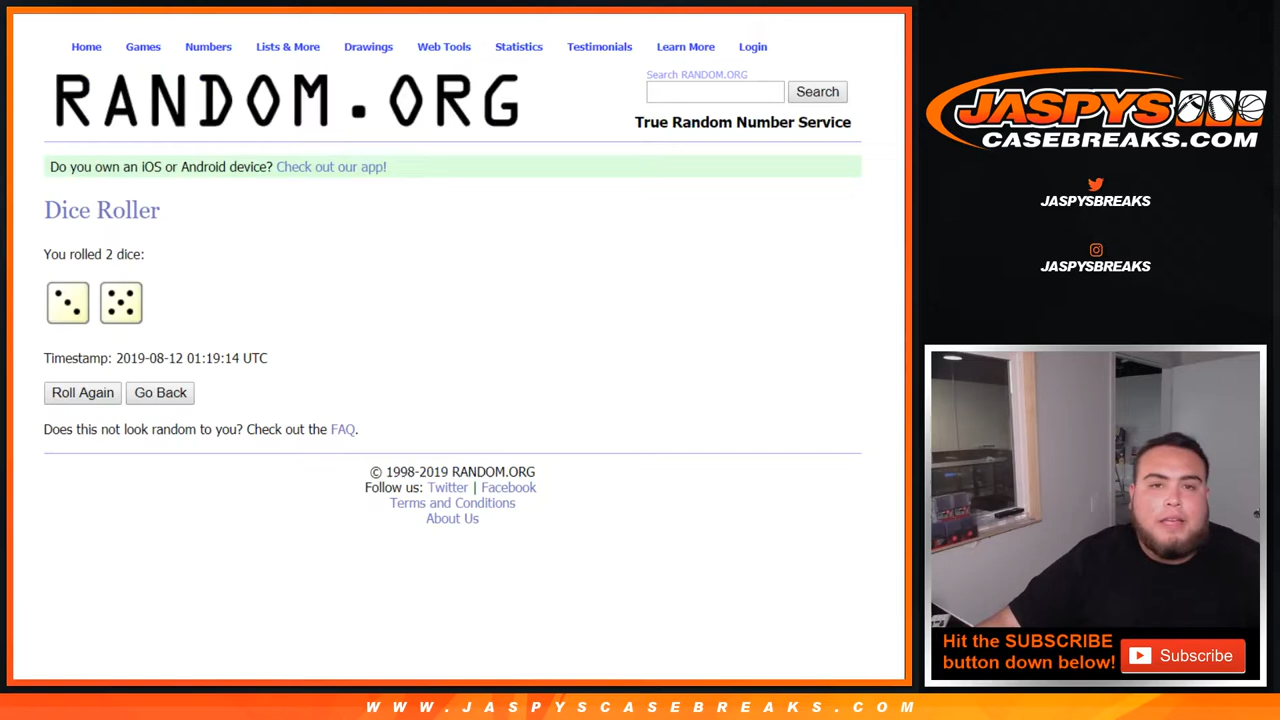 Home Games Numbers Lists & More Drawings Web Tools Statistics Testimonials Learn More Login
RANDOM.ORG
Search RANDOM.ORG
Search
True Random Number Service
Do you own an iOS or Android device? Check out our app!
Dice Roller
You rolled 2 dice:
Timestamp: 2019-08-12 01:19:14 UTC
Roll Again Go Back
Does this not look random to you? Check out the FAQ.
© 1998-2019 RANDOM.ORG
Follow us: Twitter | Facebook
Terms and Conditions
About Us
JASPYS
CASEBREAKS.COM
JASPYSBREAKS
JASPYSBREAKS
Hit the SUBSCRIBE
button down below!
Subscribe
WWW.JASPYSCASEBREAKS.COM